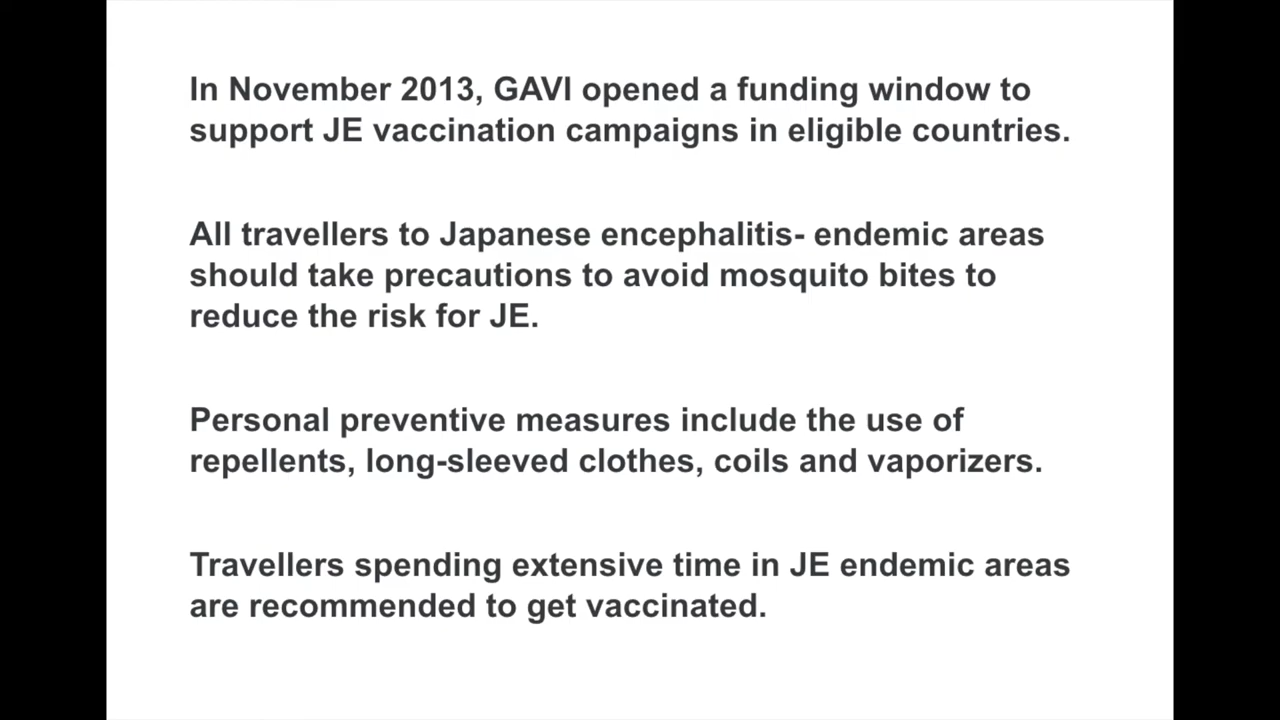 In November 2013, GAVI opened a funding window to
support JE vaccination campaigns in eligible countries.
All travellers to Japanese encephalitis- endemic areas
should take precautions to avoid mosquito bites to
reduce the risk for JE.
Personal preventive measures include the use of
repellents, long-sleeved clothes, coils and vaporizers.
Travellers spending extensive time in JE endemic areas
are recommended to get vaccinated.